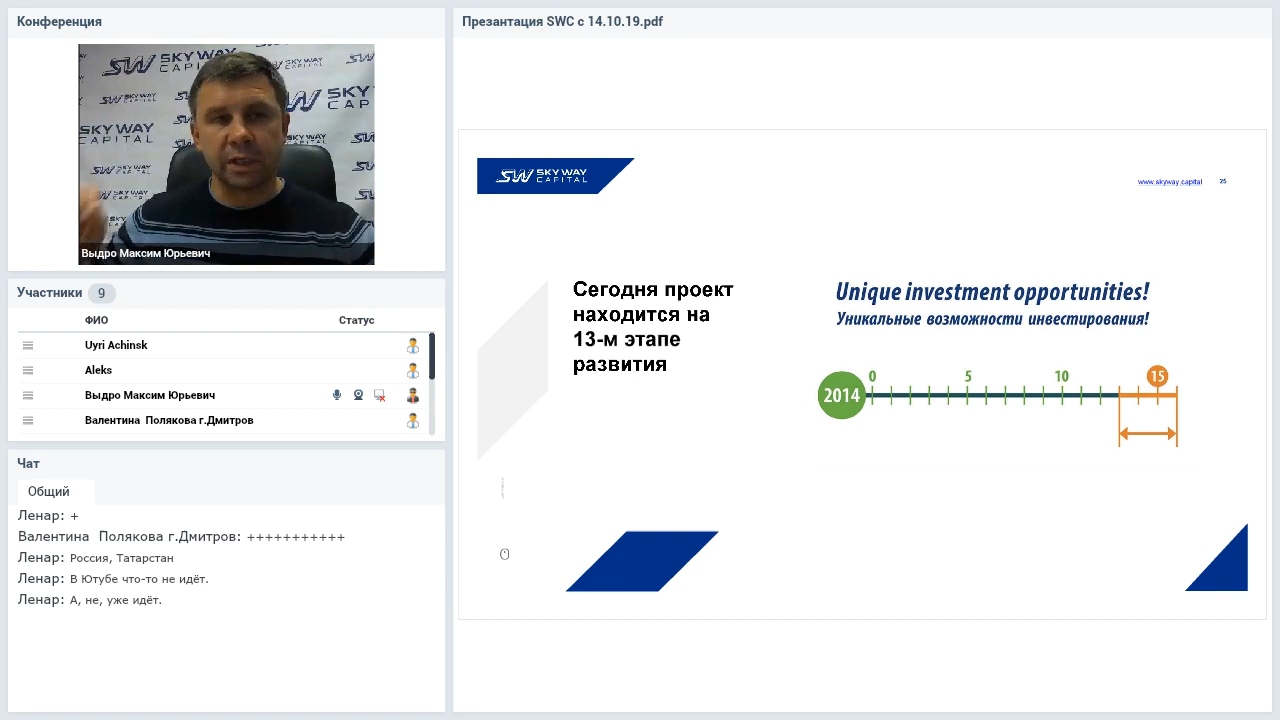 Конференция
SKY WAY
CAPITAL
Выдро Максим Юрьевич
Участники 9
ФИО Статус
Uyri Achinsk
Aleks
Выдро Максим Юрьевич
Валентина Полякова г.Дмитров
Чат
Общий
Ленар: +
Валентина Полякова г.Дмитров: +++++++++++
Ленар: Россия, Татарстан
Ленар: В Ютубе что-то не идёт.
Ленар: А, не, уже идёт.
Презантация SWC с 14.10.19.pdf
SW SKY WAY
CAPITAL
www.skyway.capital 25
Сегодня проект
находится на
13-м этапе
развития
Unique investment opportunities!
Уникальные возможности инвестирования!
2014 0 5 10 15